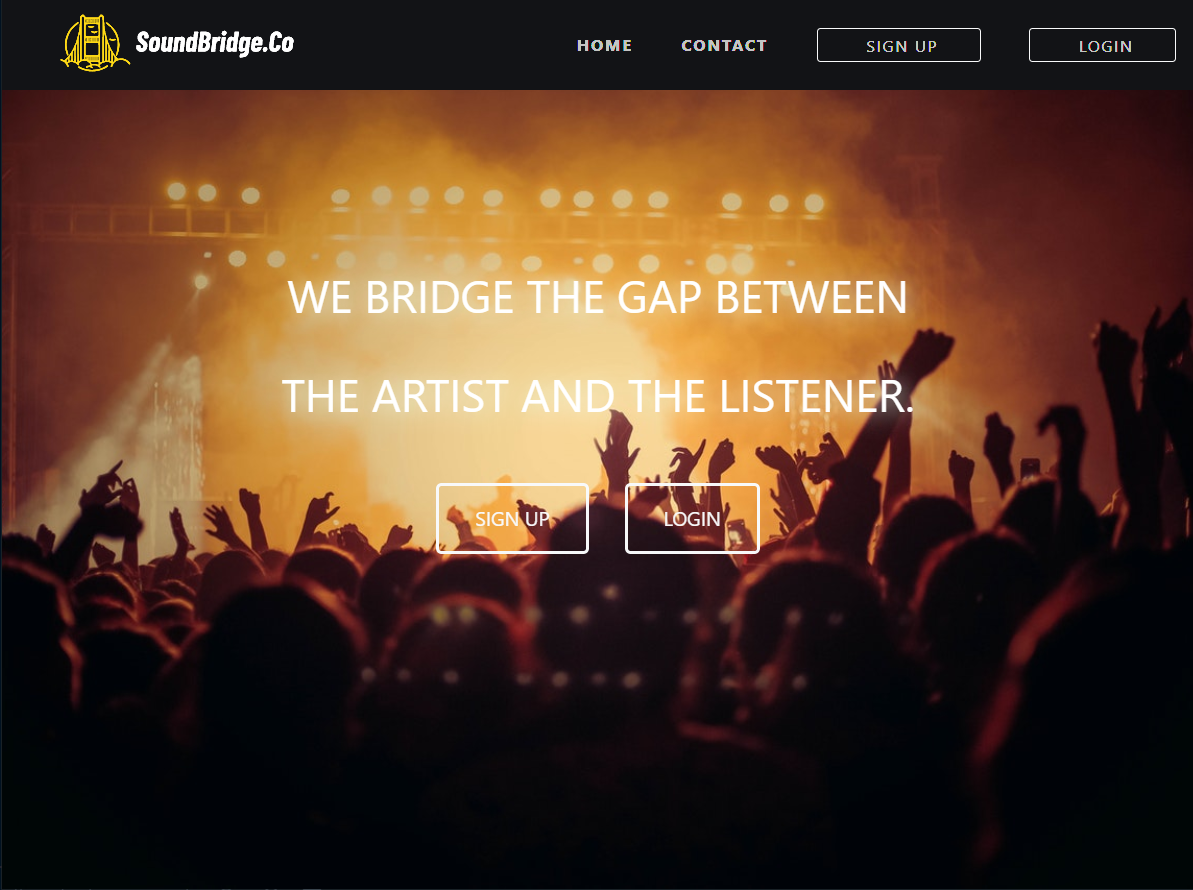 SoundBridge.Co
HOME
CONTACT
SIGN UP
LOGIN
WE BRIDGE THE GAP BETWEEN
THE ARTIST AND THE LISTENER.
SIGN UP
LOGIN